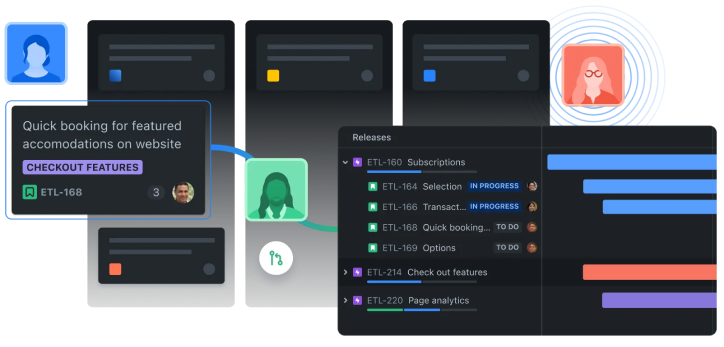 Quick booking for featured
accomodations on website
CHECKOUT FEATURES
ETL-168 3
Releases
ETL-160 Subscriptions
ETL-164 Selection IN PROGRESS
ETL-166 Transact... IN PROGRESS
ETL-168 Quick booking... TO DO
ETL-169 Options TO DO
ETL-214 Check out features
ETL-220 Page analytics